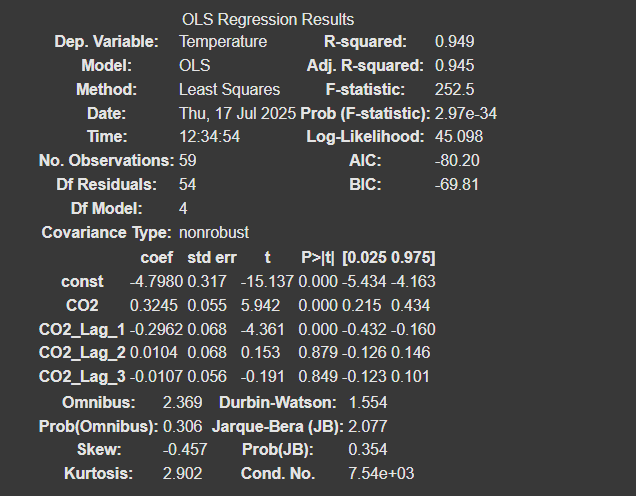 OLS Regression Results
Dep. Variable: Temperature R-squared: 0.949
Model: OLS Adj. R-squared: 0.945
Method: Least Squares F-statistic: 252.5
Date: Thu, 17 Jul 2025 Prob (F-statistic): 2.97e-34
Time: 12:34:54 Log-Likelihood: 45.098
No. Observations: 59 AIC: -80.20
Df Residuals: 54 BIC: -69.81
Df Model: 4
Covariance Type: nonrobust
coef std err t P>|t| [0.025 0.975]
const -4.7980 0.317 -15.137 0.000 -5.434 -4.163
CO2 0.3245 0.055 5.942 0.000 0.215 0.434
CO2_Lag_1 -0.2962 0.068 -4.361 0.000 -0.432 -0.160
CO2_Lag_2 0.0104 0.068 0.153 0.879 -0.126 0.146
CO2_Lag_3 -0.0107 0.056 -0.191 0.849 -0.123 0.101
Omnibus: 2.369 Durbin-Watson: 1.554
Prob(Omnibus): 0.306 Jarque-Bera (JB): 2.077
Skew: -0.457 Prob(JB): 0.354
Kurtosis: 2.902 Cond. No. 7.54e+03